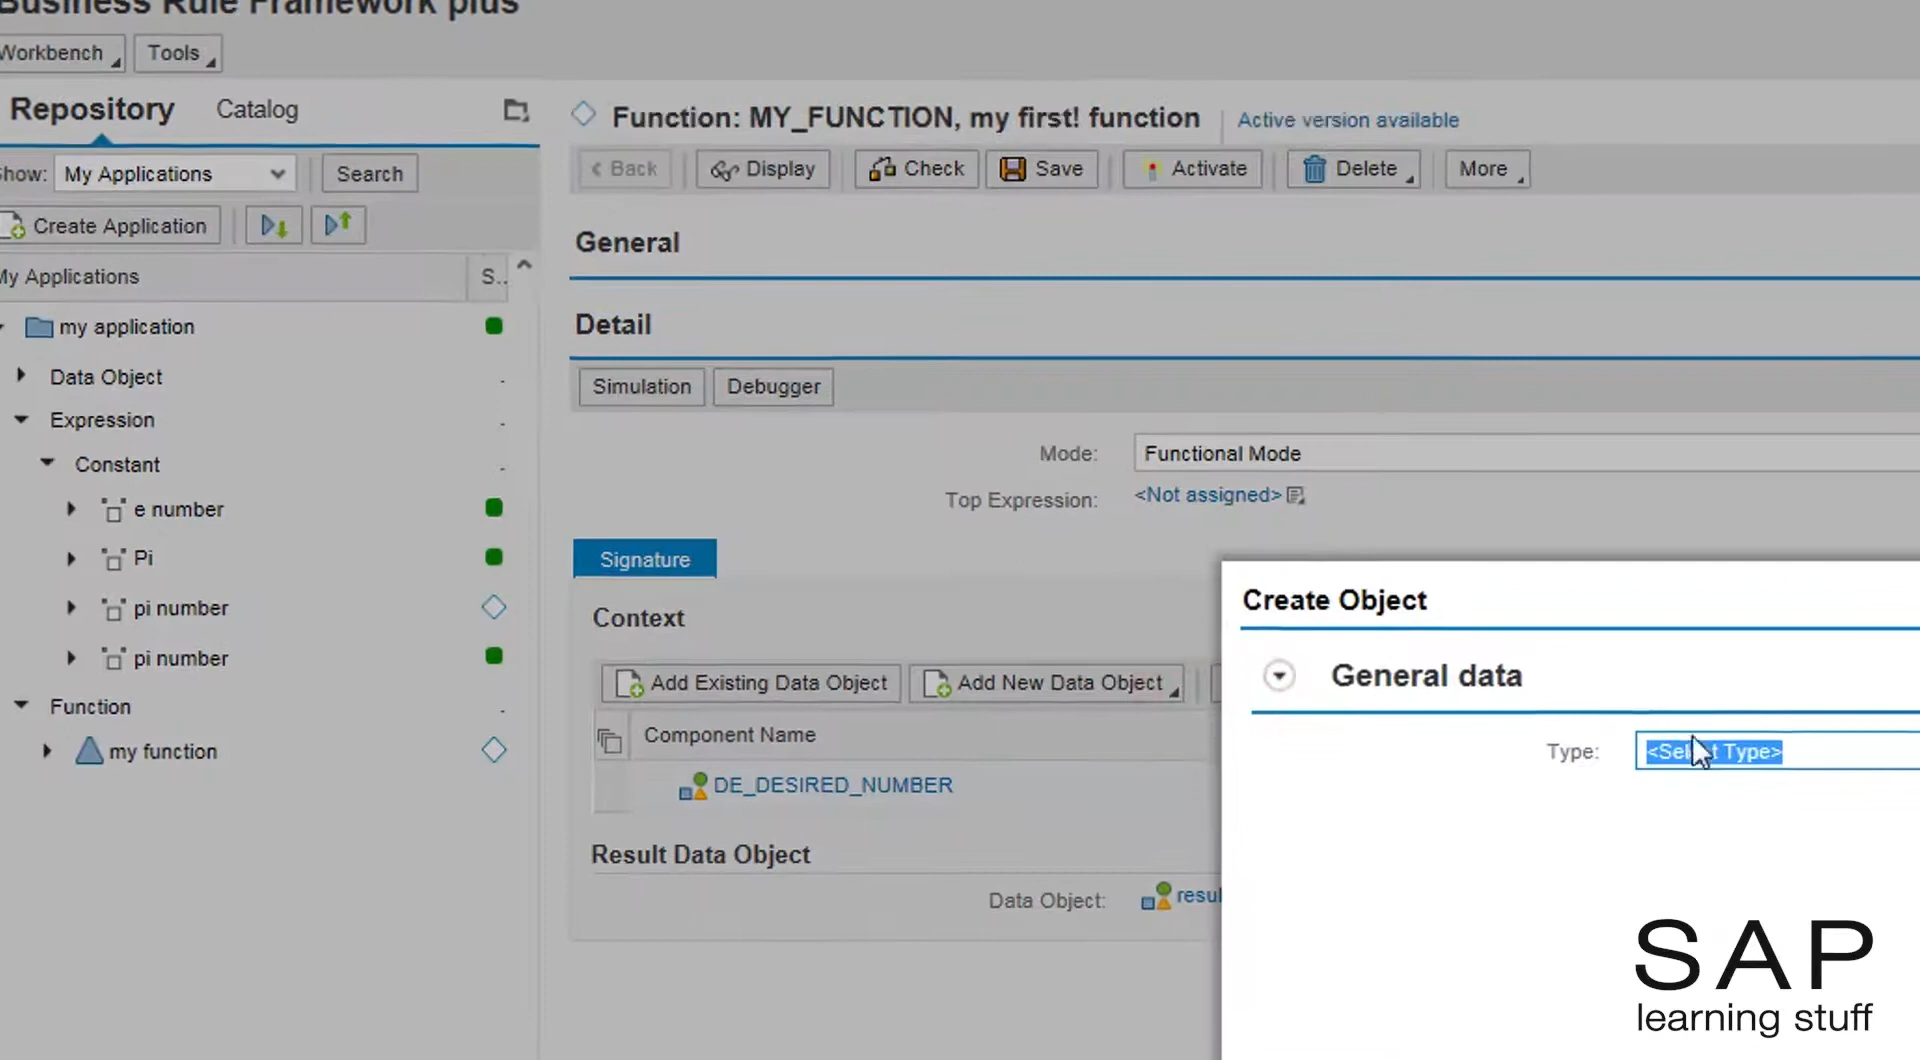 Business Rule Framework plus
Workbench
Tools
Repository
Catalog
Function: MY_FUNCTION, my first! function
Active version available
how:
My Applications
Search
< Back
Display
Check
Save
Activate
Delete
More
Create Application
General
My Applications
S..
Detail
my application
Data Object
Simulation
Debugger
Expression
Mode:
Functional Mode
Constant
Top Expression:
<Not assigned>
e number
Pi
Signature
pi number
Context
Create Object
pi number
Add Existing Data Object
Add New Data Object
General data
Function
Component Name
my function
Type:
<Select Type>
DE_DESIRED_NUMBER
Result Data Object
Data Object:
resul
SAP
learning stuff